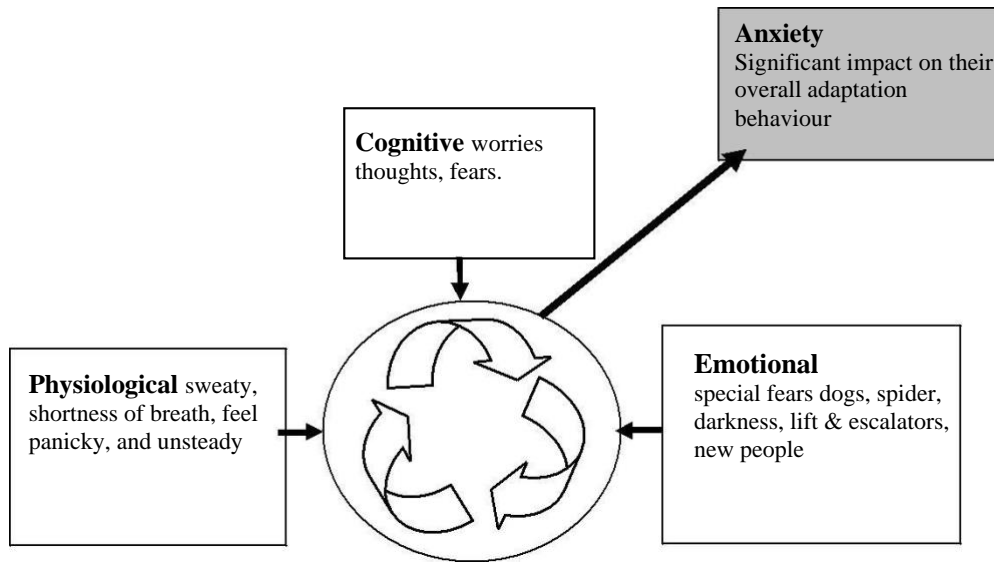 Anxiety
Significant impact on their
overall adaptation
behaviour
Cognitive worries
thoughts, fears.
Physiological sweaty,
shortness of breath, feel
panicky, and unsteady
Emotional
special fears dogs, spider,
darkness, lift & escalators,
new people